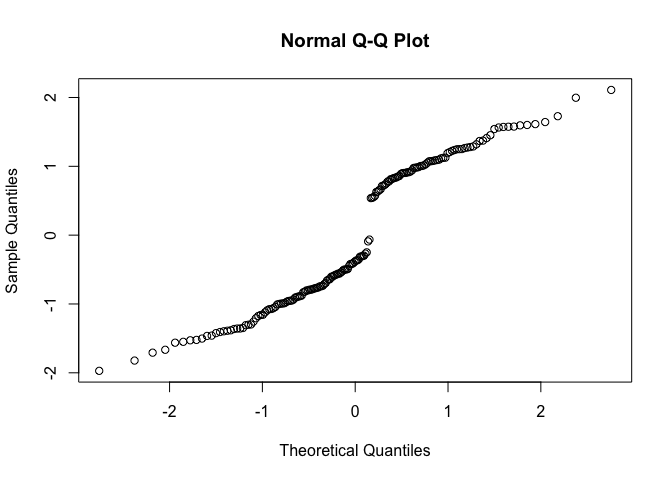 Normal Q-Q Plot
Sample Quantiles
2
1
0
-1
-2
-2 -1 0 1 2
Theoretical Quantiles